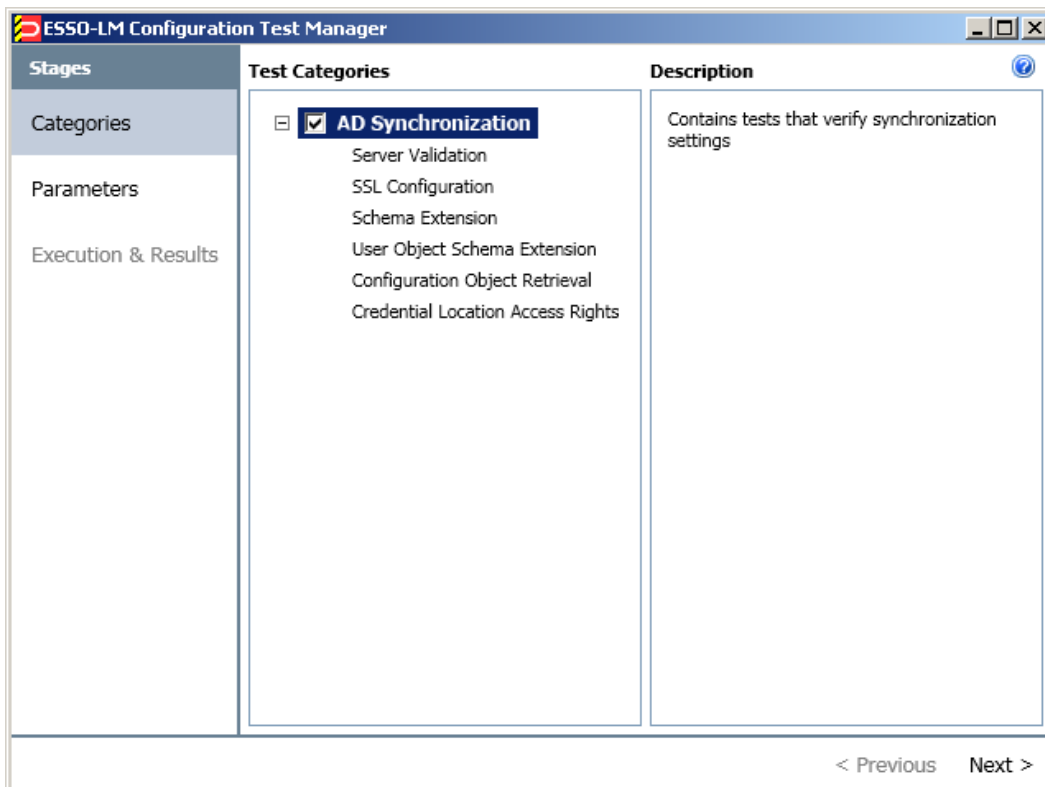 ESSO-LM Configuration Test Manager
Stages
Categories
Parameters
Execution & Results
Test Categories
AD Synchronization
Server Validation
SSL Configuration
Schema Extension
User Object Schema Extension
Configuration Object Retrieval
Credential Location Access Rights
Description
Contains tests that verify synchronization
settings
< Previous
Next >